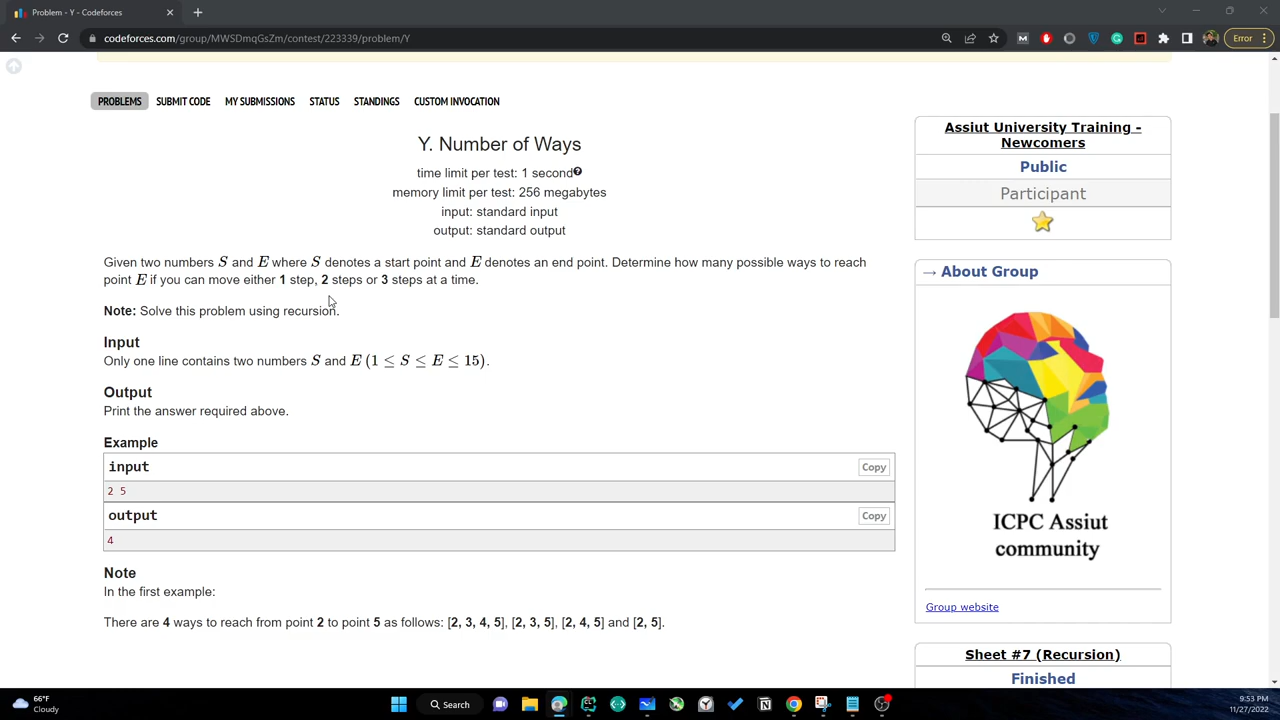 Problem - Y - Codeforces
codeforces.com/group/MWSDmqGsZm/contest/223339/problem/Y
Error
PROBLEMS SUBMIT CODE MY SUBMISSIONS STATUS STANDINGS CUSTOM INVOCATION
Y. Number of Ways
time limit per test: 1 second
memory limit per test: 256 megabytes
input: standard input
output: standard output
Given two numbers S and E where S denotes a start point and E denotes an end point. Determine how many possible ways to reach
point E if you can move either 1 step, 2 steps or 3 steps at a time.
Note: Solve this problem using recursion.
Input
Only one line contains two numbers S and E (1 ≤ S ≤ E ≤ 15).
Output
Print the answer required above.
Example
input
Copy
2 5
output
Copy
4
Note
In the first example:
There are 4 ways to reach from point 2 to point 5 as follows: [2, 3, 4, 5], [2, 3, 5], [2, 4, 5] and [2, 5].
Assiut University Training -
Newcomers
Public
Participant
→ About Group
ICPC Assiut
community
Group website
Sheet #7 (Recursion)
Finished
66°F
Cloudy
Search
9:53 PM
11/27/2022